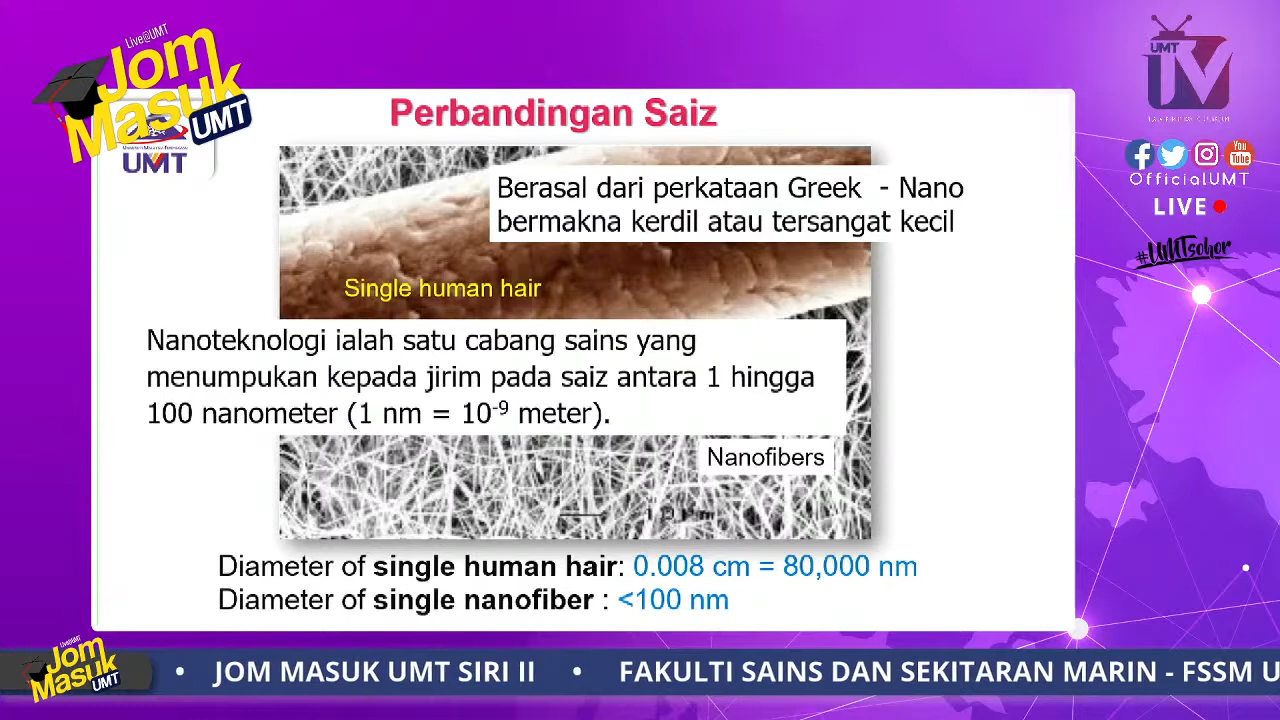 Live@UMT
Jom
Masuk
UMT
UMT
UMT
Perbandingan Saiz
Berasal dari perkataan Greek - Nano
bermakna kerdil atau tersangat kecil
Single human hair
Nanoteknologi ialah satu cabang sains yang
menumpukan kepada jirim pada saiz antara 1 hingga
100 nanometer (1 nm = 10⁻⁹ meter).
Nanofibers
Diameter of single human hair: 0.008 cm = 80,000 nm
Diameter of single nanofiber : <100 nm
You
Tube
OfficialUMT
LIVE
#UMTsohor
Live@UMT
Jom
Masuk
UMT
• JOM MASUK UMT SIRI II • FAKULTI SAINS DAN SEKITARAN MARIN - FSSM U